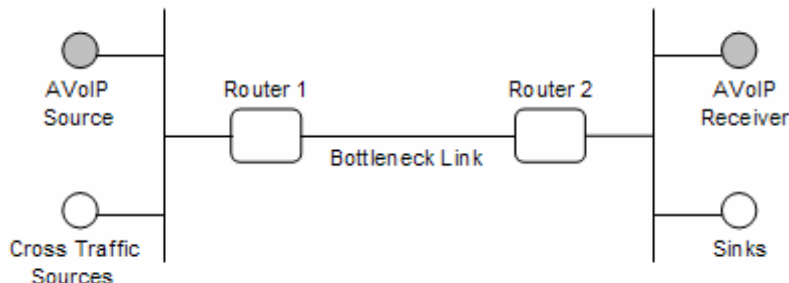 AVoIP
Source
Router 1
Router 2
AVoIP
Receiver
Bottleneck Link
Cross Traffic
Sources
Sinks